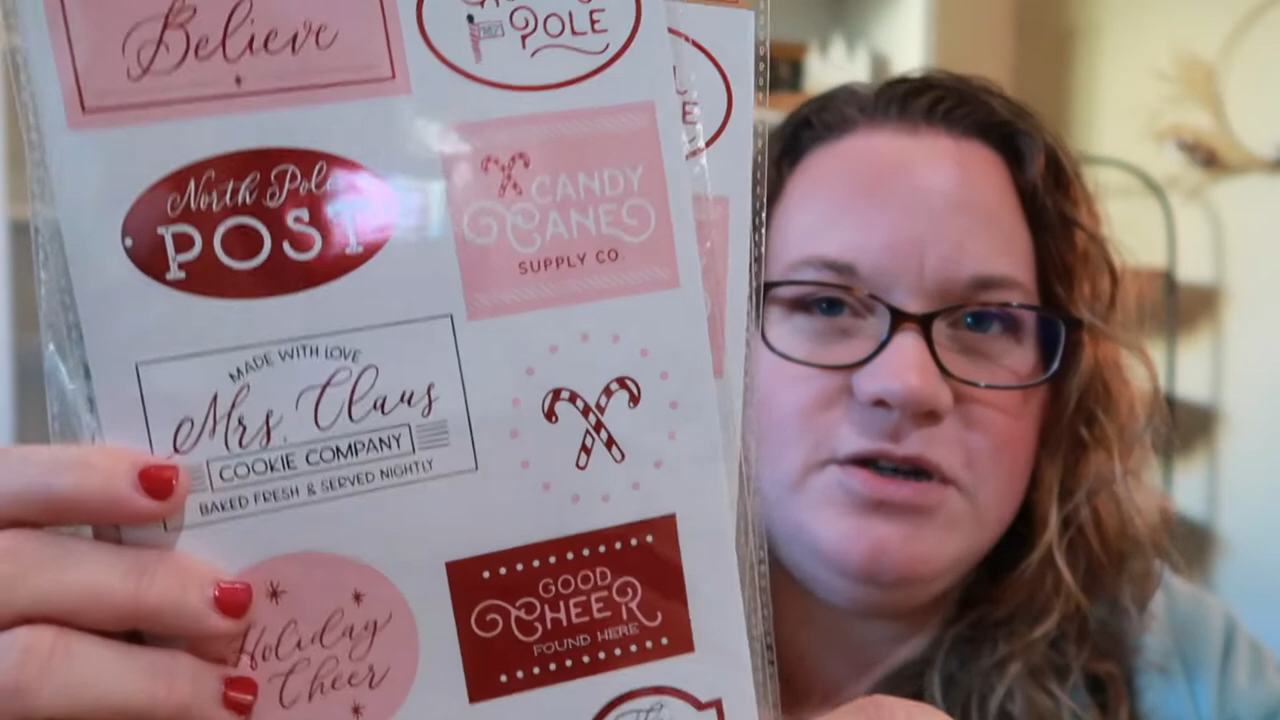 Believe
POLE
North Pole
POST
CANDY
CANE
SUPPLY CO.
MADE WITH LOVE
Mrs. Claus
COOKIE COMPANY
BAKED FRESH & SERVED NIGHTLY
GOOD
CHEER
FOUND HERE
Holiday
Cheer